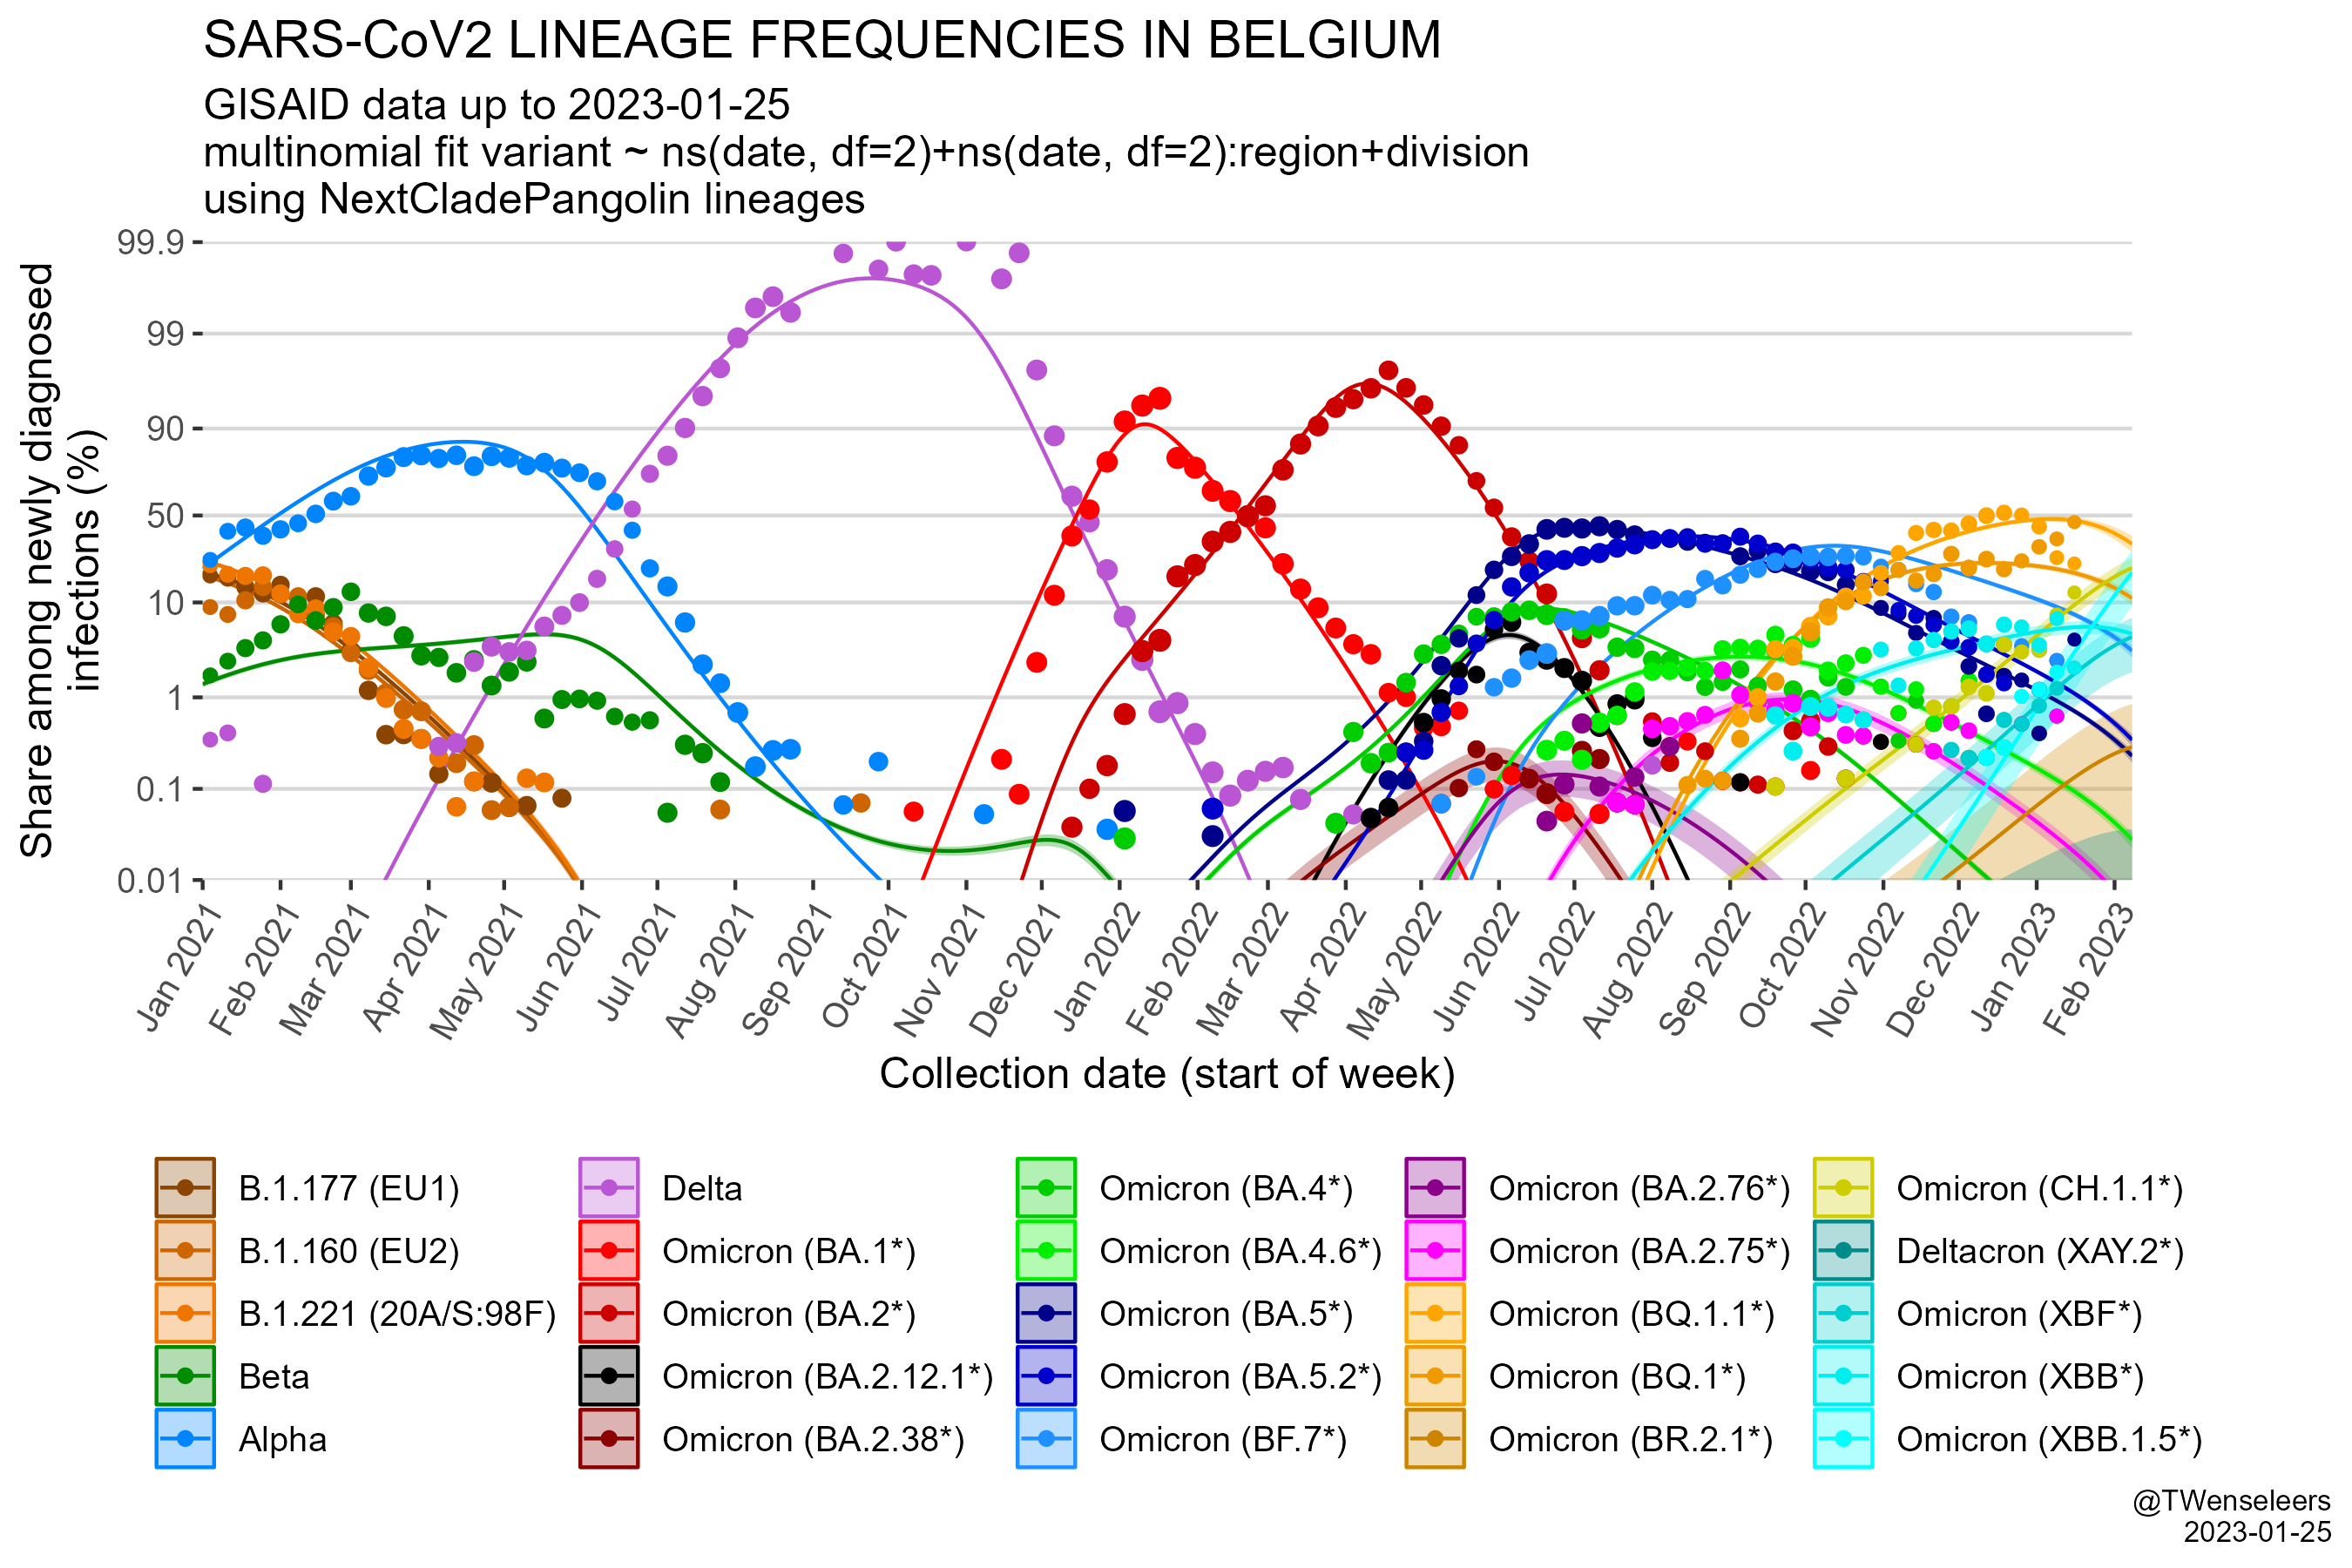 SARS-CoV2 LINEAGE FREQUENCIES IN BELGIUM
GISAID data up to 2023-01-25
multinomial fit variant ~ ns(date, df=2)+ns(date, df=2):region+division
using NextCladePangolin lineages
Share among newly diagnosed
infections (%)
99.9
99
90
50
10
1
0.1
0.01
Jan 2021
Feb 2021
Mar 2021
Apr 2021
May 2021
Jun 2021
Jul 2021
Aug 2021
Sep 2021
Oct 2021
Nov 2021
Dec 2021
Jan 2022
Feb 2022
Mar 2022
Apr 2022
May 2022
Jun 2022
Jul 2022
Aug 2022
Sep 2022
Oct 2022
Nov 2022
Dec 2022
Jan 2023
Feb 2023
Collection date (start of week)
B.1.177 (EU1)
B.1.160 (EU2)
B.1.221 (20A/S:98F)
Beta
Alpha
Delta
Omicron (BA.1*)
Omicron (BA.2*)
Omicron (BA.2.12.1*)
Omicron (BA.2.38*)
Omicron (BA.4*)
Omicron (BA.4.6*)
Omicron (BA.5*)
Omicron (BA.5.2*)
Omicron (BF.7*)
Omicron (BA.2.76*)
Omicron (BA.2.75*)
Omicron (BQ.1.1*)
Omicron (BQ.1*)
Omicron (BR.2.1*)
Omicron (CH.1.1*)
Deltacron (XAY.2*)
Omicron (XBF*)
Omicron (XBB*)
Omicron (XBB.1.5*)
@TWenseleers
2023-01-25